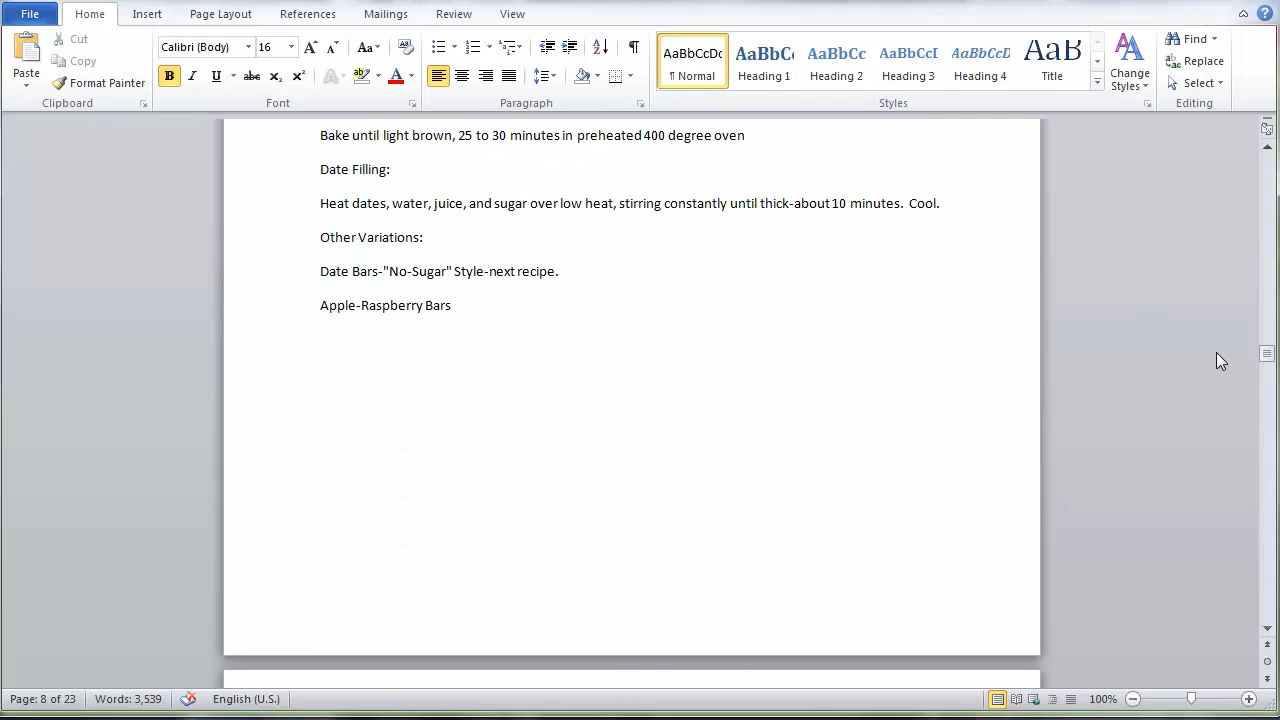 File Home Insert Page Layout References Mailings Review View
Cut
Copy
Paste
Format Painter
Clipboard
Calibri (Body) 16
Font
Paragraph
AaBbCcDc AaBbC AaBbCc AaBbCcI AaBbCcD AaB
¶ Normal Heading 1 Heading 2 Heading 3 Heading 4 Title
Change
Styles
Styles
Find
Replace
Select
Editing
Bake until light brown, 25 to 30 minutes in preheated 400 degree oven
Date Filling:
Heat dates, water, juice, and sugar over low heat, stirring constantly until thick-about 10 minutes. Cool.
Other Variations:
Date Bars-"No-Sugar" Style-next recipe.
Apple-Raspberry Bars
Page: 8 of 23 Words: 3,539 English (U.S.) 100%